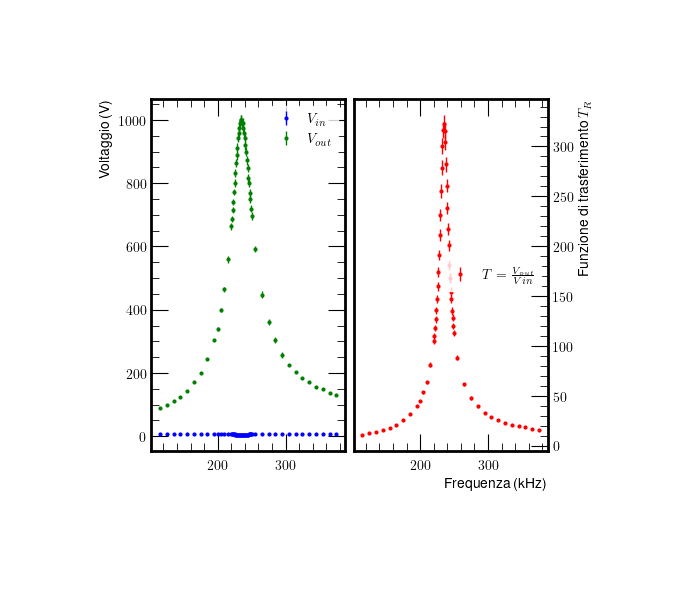 Voltaggio (V)
1000
800
600
400
200
0
200
300
V_in
V_out
T = V_out/Vin
300
250
200
150
100
50
0
200
300
Funzione di trasferimento T_R
Frequenza (kHz)